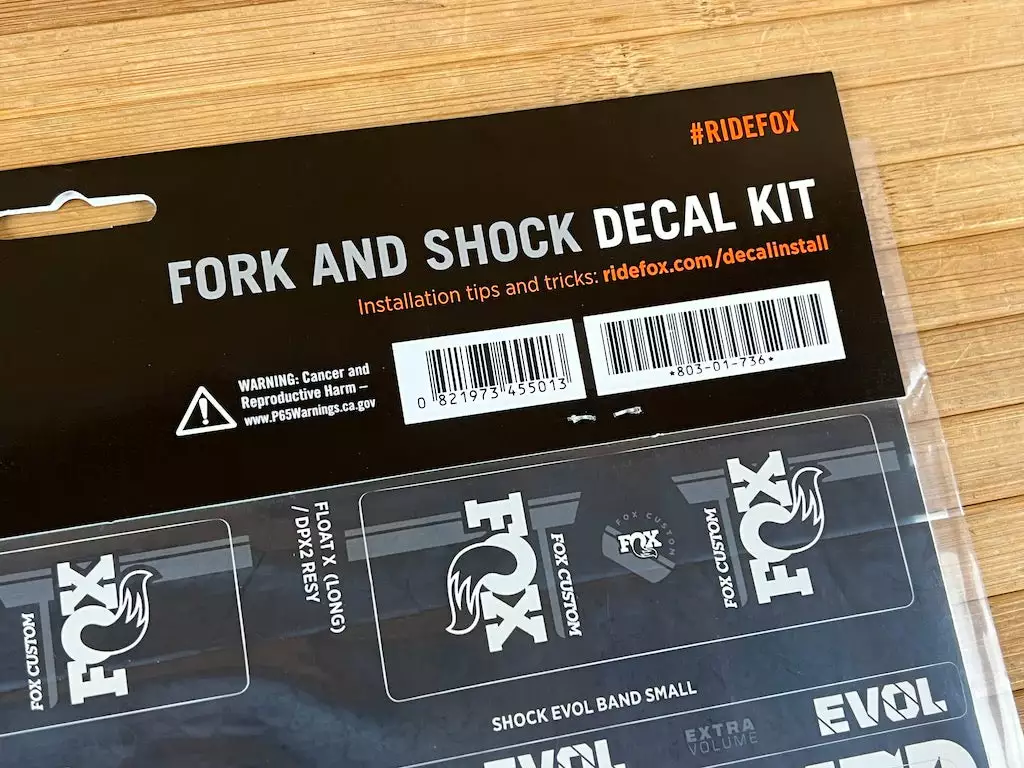 #RIDEFOX
FORK AND SHOCK DECAL KIT
Installation tips and tricks: ridefox.com/decalinstall
WARNING: Cancer and
Reproductive Harm –
www.P65Warnings.ca.gov
0 821973 455013
*803-01-736*
FOX
FOX CUSTOM
FLOAT X (LONG)
/ DPX2 RESY
FOX
FOX CUSTOM
FOX CUSTOM
FOX
FOX CUSTOM
FOX
SHOCK EVOL BAND SMALL
EVOL
EXTRA
VOLUME
EVOL